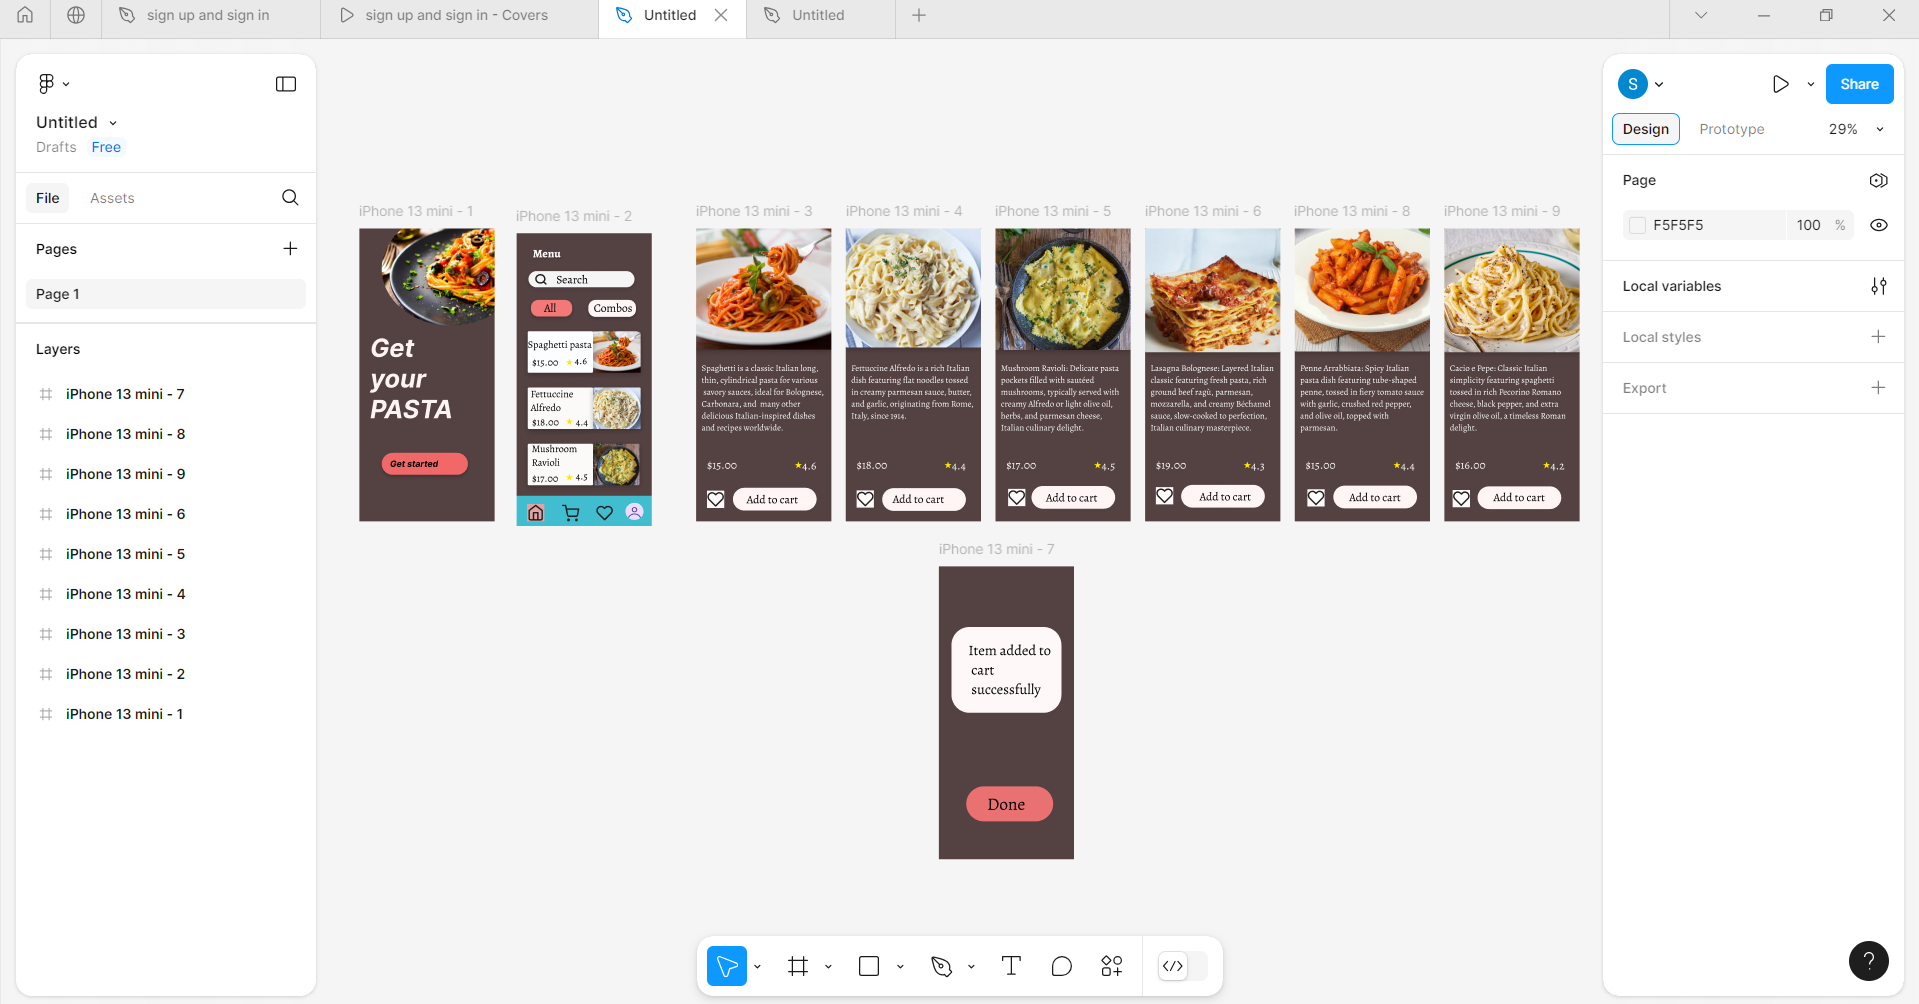 sign up and sign in
sign up and sign in - Covers
Untitled
Untitled
Untitled
Drafts
Free
File
Assets
Pages
Page 1
Layers
iPhone 13 mini - 7
iPhone 13 mini - 8
iPhone 13 mini - 9
iPhone 13 mini - 6
iPhone 13 mini - 5
iPhone 13 mini - 4
iPhone 13 mini - 3
iPhone 13 mini - 2
iPhone 13 mini - 1
iPhone 13 mini - 1
Get
your
PASTA
Get started
iPhone 13 mini - 2
Menu
Search
All
Combos
Spaghetti pasta
$15.00 4.6
Fettuccine
Alfredo
$18.00 4.4
Mushroom
Ravioli
$17.00 4.5
iPhone 13 mini - 3
Spaghetti is a classic Italian long,
thin, cylindrical pasta for various
savory sauces, ideal for Bolognese,
Carbonara, and many other
delicious Italian-inspired dishes
and recipes worldwide.
$15.00 4.6
Add to cart
iPhone 13 mini - 4
Fettuccine Alfredo is a rich Italian
dish featuring flat noodles tossed
in creamy parmesan sauce, butter,
and garlic, originating from Rome,
Italy, since 1914.
$18.00 4.4
Add to cart
iPhone 13 mini - 5
Mushroom Ravioli: Delicate pasta
pockets filled with sautéed
mushrooms, typically served with
creamy Alfredo or light olive oil,
herbs, and parmesan cheese,
Italian culinary delight.
$17.00 4.5
Add to cart
iPhone 13 mini - 6
Lasagna Bolognese: Layered Italian
classic featuring fresh pasta, rich
ground beef ragù, parmesan,
mozzarella, and creamy Béchamel
sauce, slow-cooked to perfection,
Italian culinary masterpiece.
$19.00 4.3
Add to cart
iPhone 13 mini - 8
Penne Arrabbiata: Spicy Italian
pasta dish featuring tube-shaped
penne, tossed in fiery tomato sauce
with garlic, crushed red pepper,
and olive oil, topped with
parmesan.
$15.00 4.4
Add to cart
iPhone 13 mini - 9
Cacio e Pepe: Classic Italian
simplicity featuring spaghetti
tossed in rich Pecorino Romano
cheese, black pepper, and extra
virgin olive oil, a timeless Roman
delight.
$16.00 4.2
Add to cart
iPhone 13 mini - 7
Item added to
cart
successfully
Done
S
Share
Design
Prototype
29%
Page
F5F5F5
100 %
Local variables
Local styles
Export
?